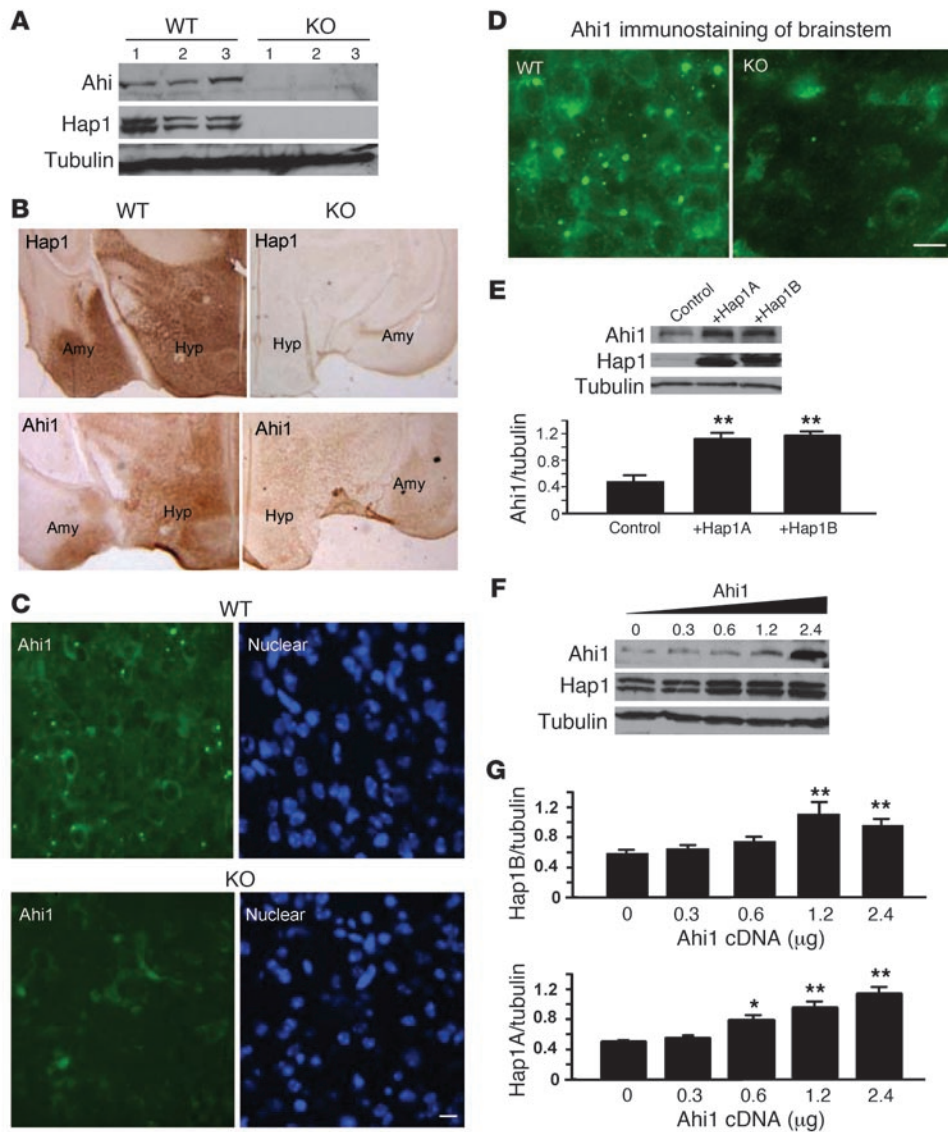 A
WT KO
1 2 3 1 2 3
Ahi
Hap1
Tubulin
B
WT KO
Hap1 Hap1
Amy Hyp Hyp Amy
Ahi1 Ahi1
Amy Hyp Hyp Amy
C
WT
Ahi1 Nuclear
KO
Ahi1 Nuclear
D
Ahi1 immunostaining of brainstem
WT KO
E
Control +Hap1A +Hap1B
Ahi1
Hap1
Tubulin
Ahi1/tubulin
1.2
0.4
0
** **
Control +Hap1A +Hap1B
F
Ahi1
0 0.3 0.6 1.2 2.4
Ahi1
Hap1
Tubulin
G
Hap1B/tubulin
1.2
0.8
0.4
0
** **
0 0.3 0.6 1.2 2.4
Ahi1 cDNA (µg)
Hap1A/tubulin
1.2
0.8
0.4
0
* ** **
0 0.3 0.6 1.2 2.4
Ahi1 cDNA (µg)